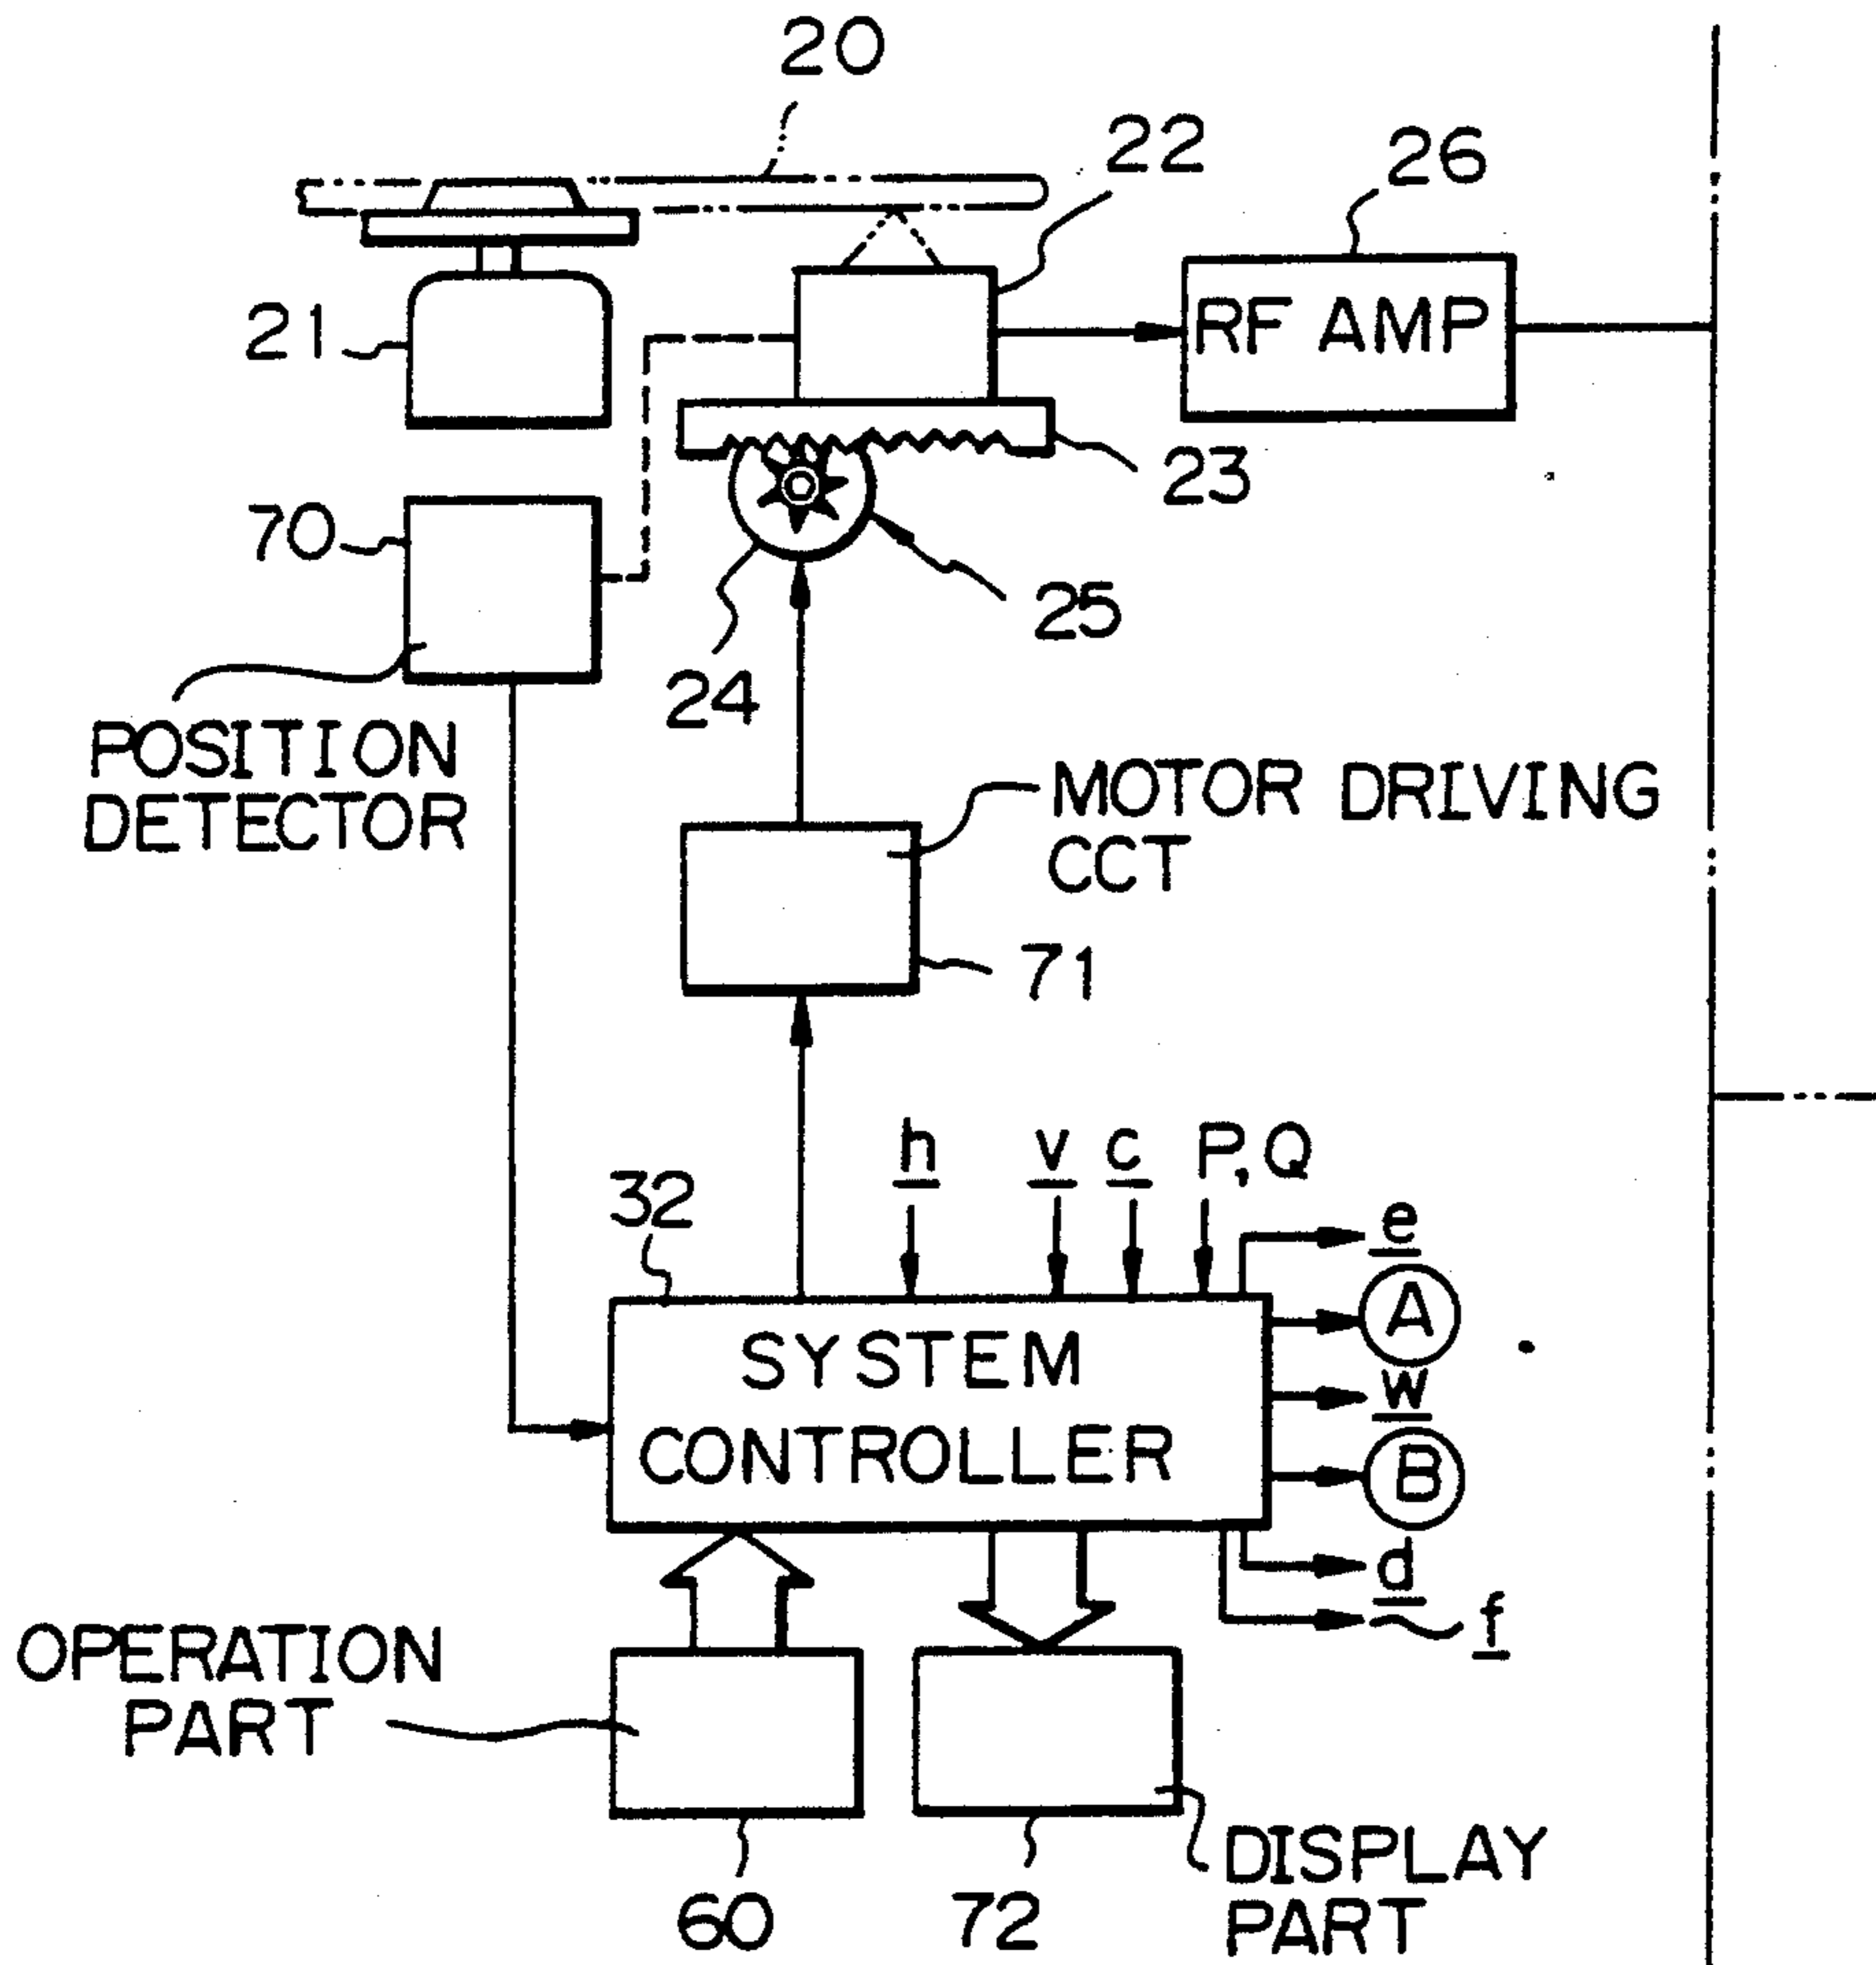 20
22
26
21
RF AMP
23
70
25
24
POSITION
DETECTOR
MOTOR DRIVING
CCT
71
h
v
c
P,Q
32
e
A
SYSTEM
w
CONTROLLER
B
d
f
OPERATION
PART
60
72
DISPLAY
PART